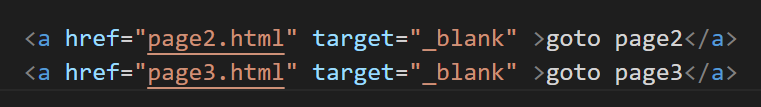 <a href="page2.html" target="_blank" >goto page2</a>
<a href="page3.html" target="_blank" >goto page3</a>